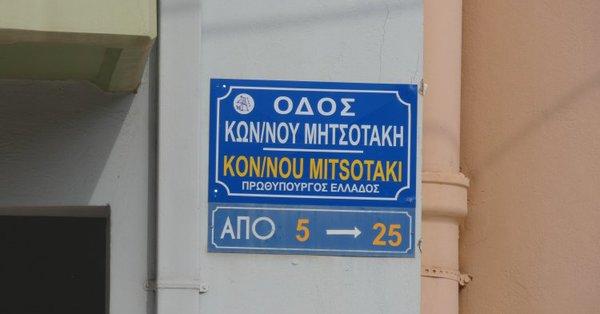 ΟΔΟΣ
ΚΩΝ/ΝΟΥ ΜΗΤΣΟΤΑΚΗ
KON/NOU MITSOTAKI
ΠΡΩΘΥΠΟΥΡΓΟΣ ΕΛΛΑΔΟΣ
ΑΠΟ 5 → 25